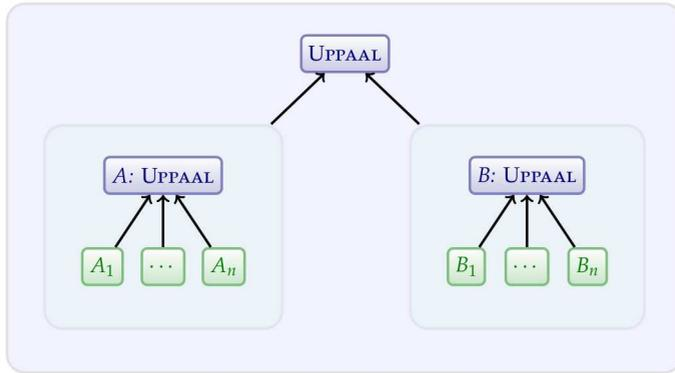 UPPAAL
A: UPPAAL B: UPPAAL
A₁ ... Aₙ B₁ ... Bₙ